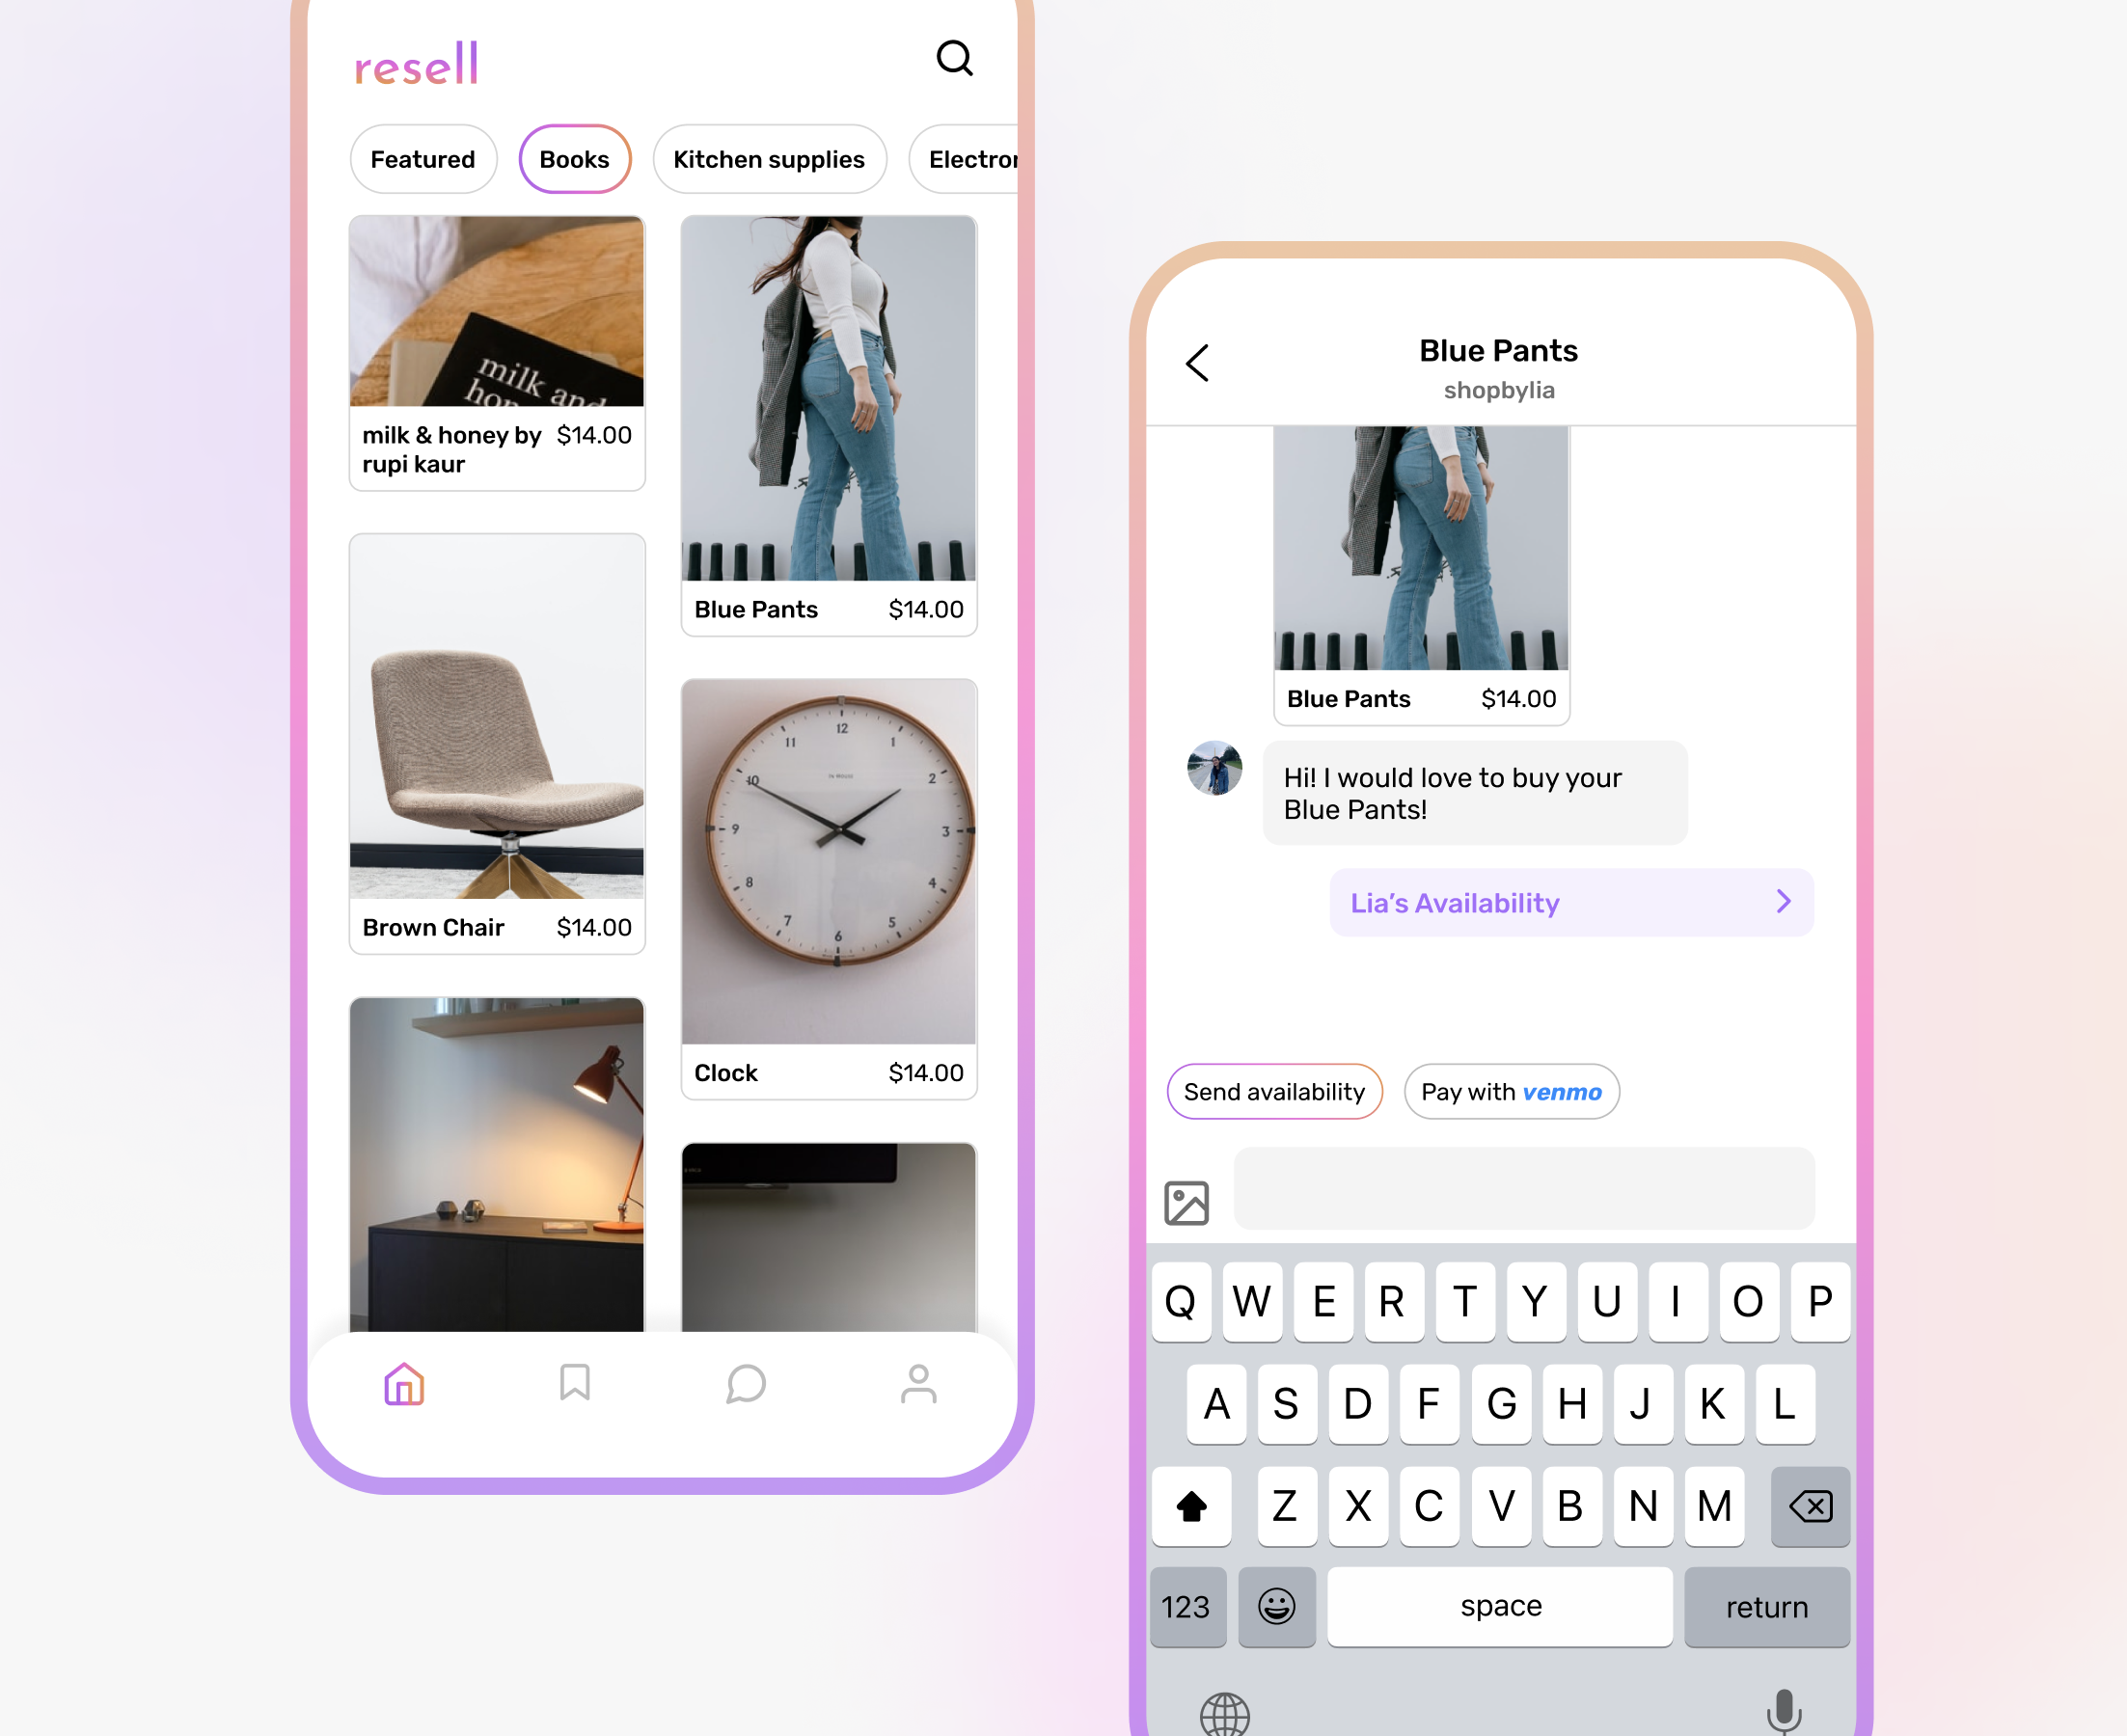 resell
Featured
Books
Kitchen supplies
Electron
milk and
hon
milk & honey by
rupi kaur
$14.00
Blue Pants
$14.00
Brown Chair
$14.00
12
11
1
10
2
9
3
8
4
7
5
6
Clock
$14.00
Blue Pants
shopbylia
Blue Pants
$14.00
Hi! I would love to buy your
Blue Pants!
Lia’s Availability
Send availability
Pay with venmo
Q W E R T Y U I O P
A S D F G H J K L
Z X C V B N M
123
space
return